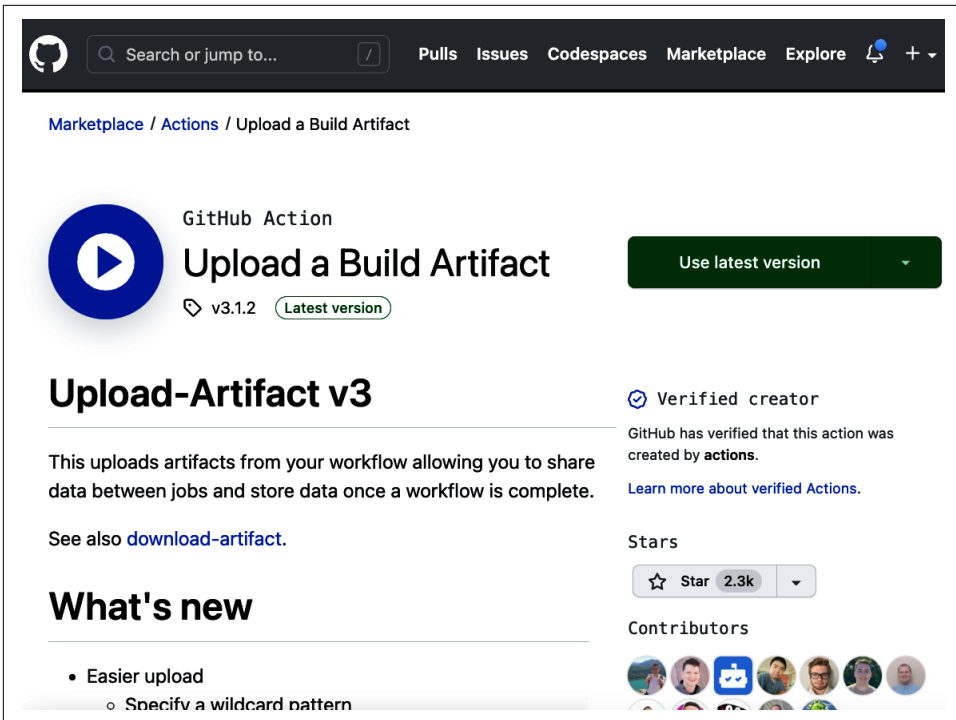 Search or jump to... /
Pulls Issues Codespaces Marketplace Explore
Marketplace / Actions / Upload a Build Artifact
GitHub Action
Upload a Build Artifact
v3.1.2 Latest version
Use latest version
Upload-Artifact v3
This uploads artifacts from your workflow allowing you to share
data between jobs and store data once a workflow is complete.
See also download-artifact.
What's new
• Easier upload
○ Specify a wildcard pattern
Verified creator
GitHub has verified that this action was
created by actions.
Learn more about verified Actions.
Stars
Star 2.3k
Contributors